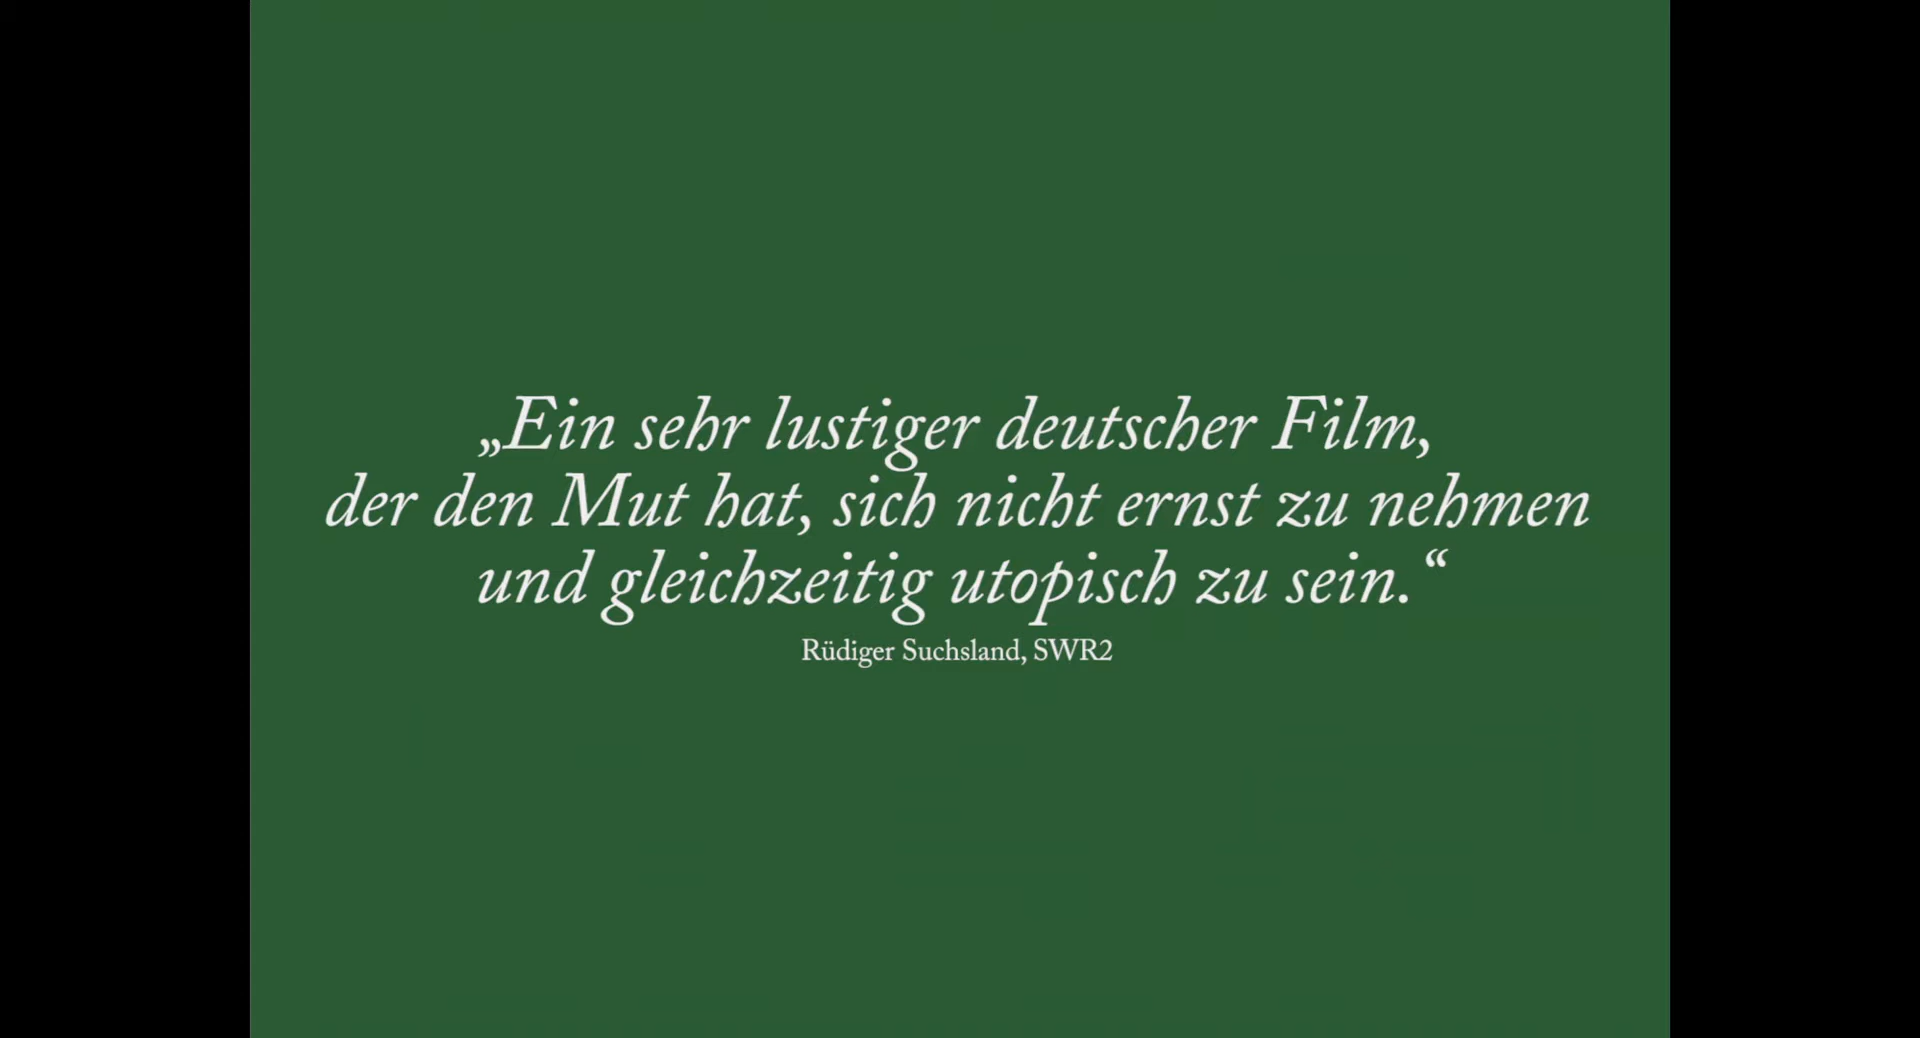 „Ein sehr lustiger deutscher Film,
der den Mut hat, sich nicht ernst zu nehmen
und gleichzeitig utopisch zu sein.“
Rüdiger Suchsland, SWR2